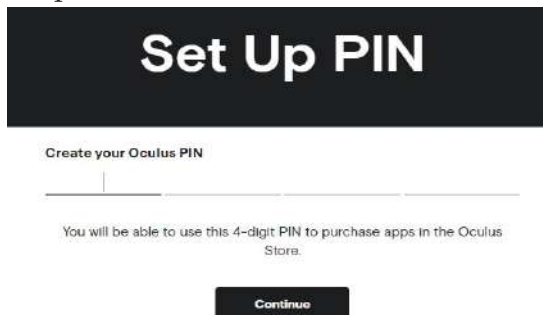 Set Up PIN
Create your Oculus PIN
You will be able to use this 4-digit PIN to purchase apps in the Oculus
Store.
Continue